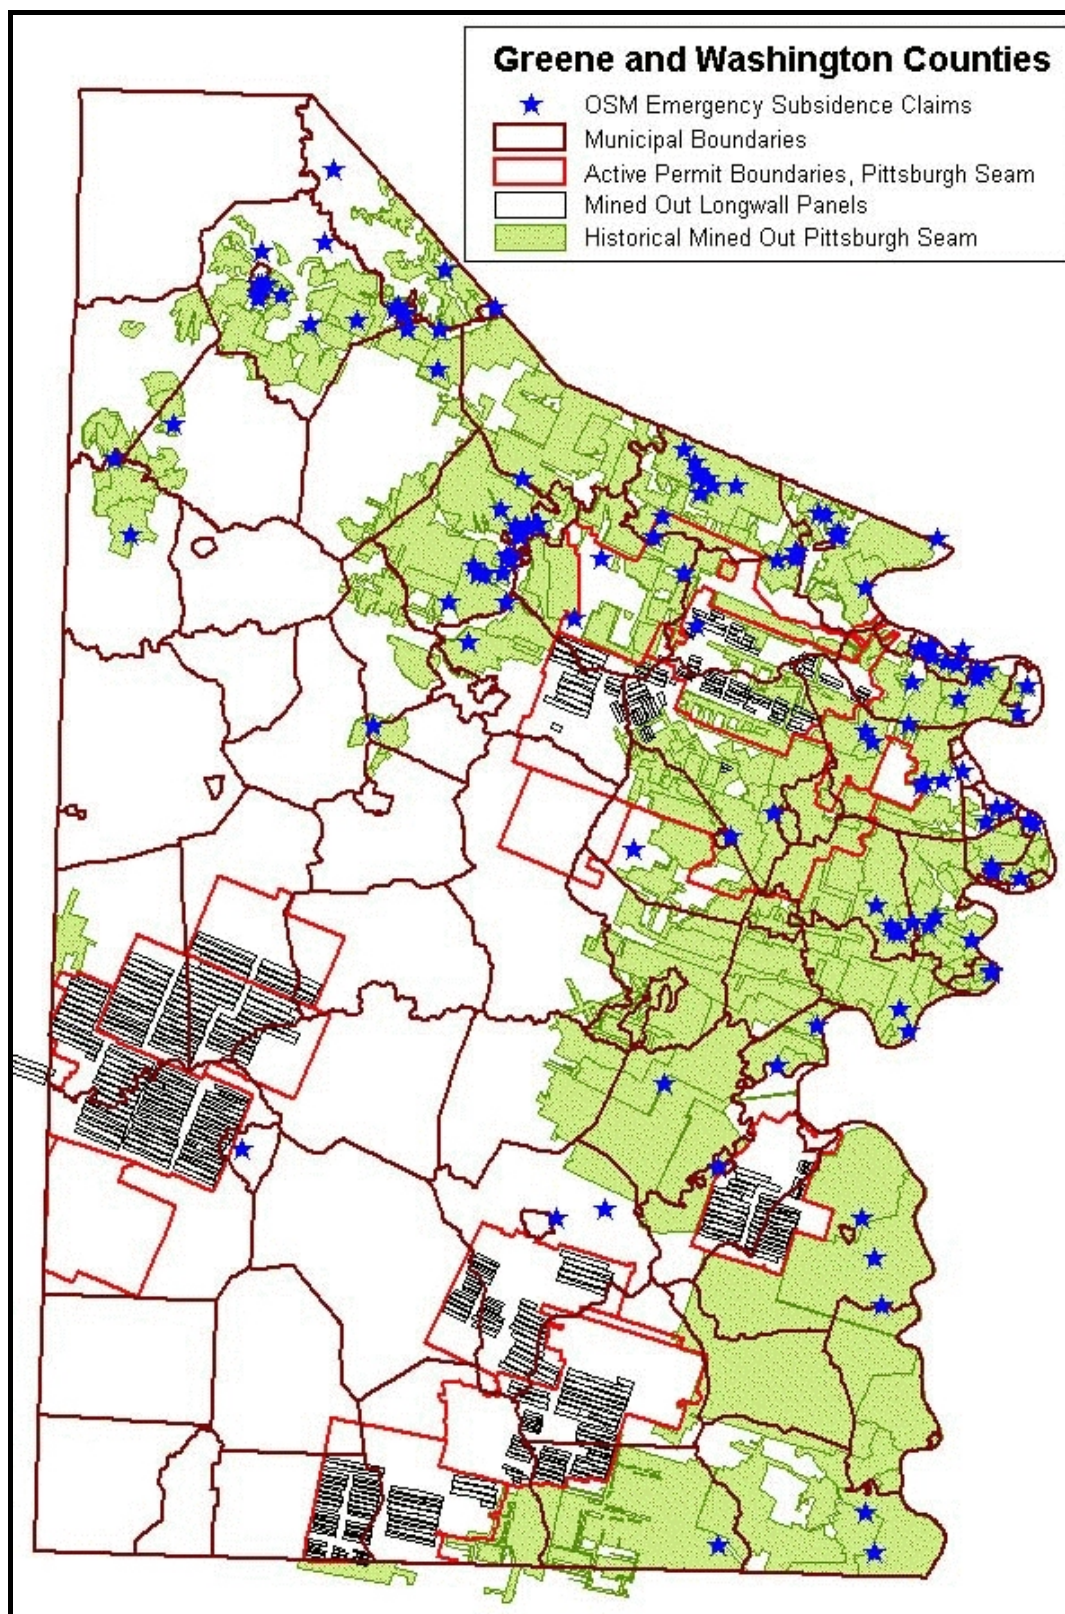 Greene and Washington Counties
OSM Emergency Subsidence Claims
Municipal Boundaries
Active Permit Boundaries, Pittsburgh Seam
Mined Out Longwall Panels
Historical Mined Out Pittsburgh Seam